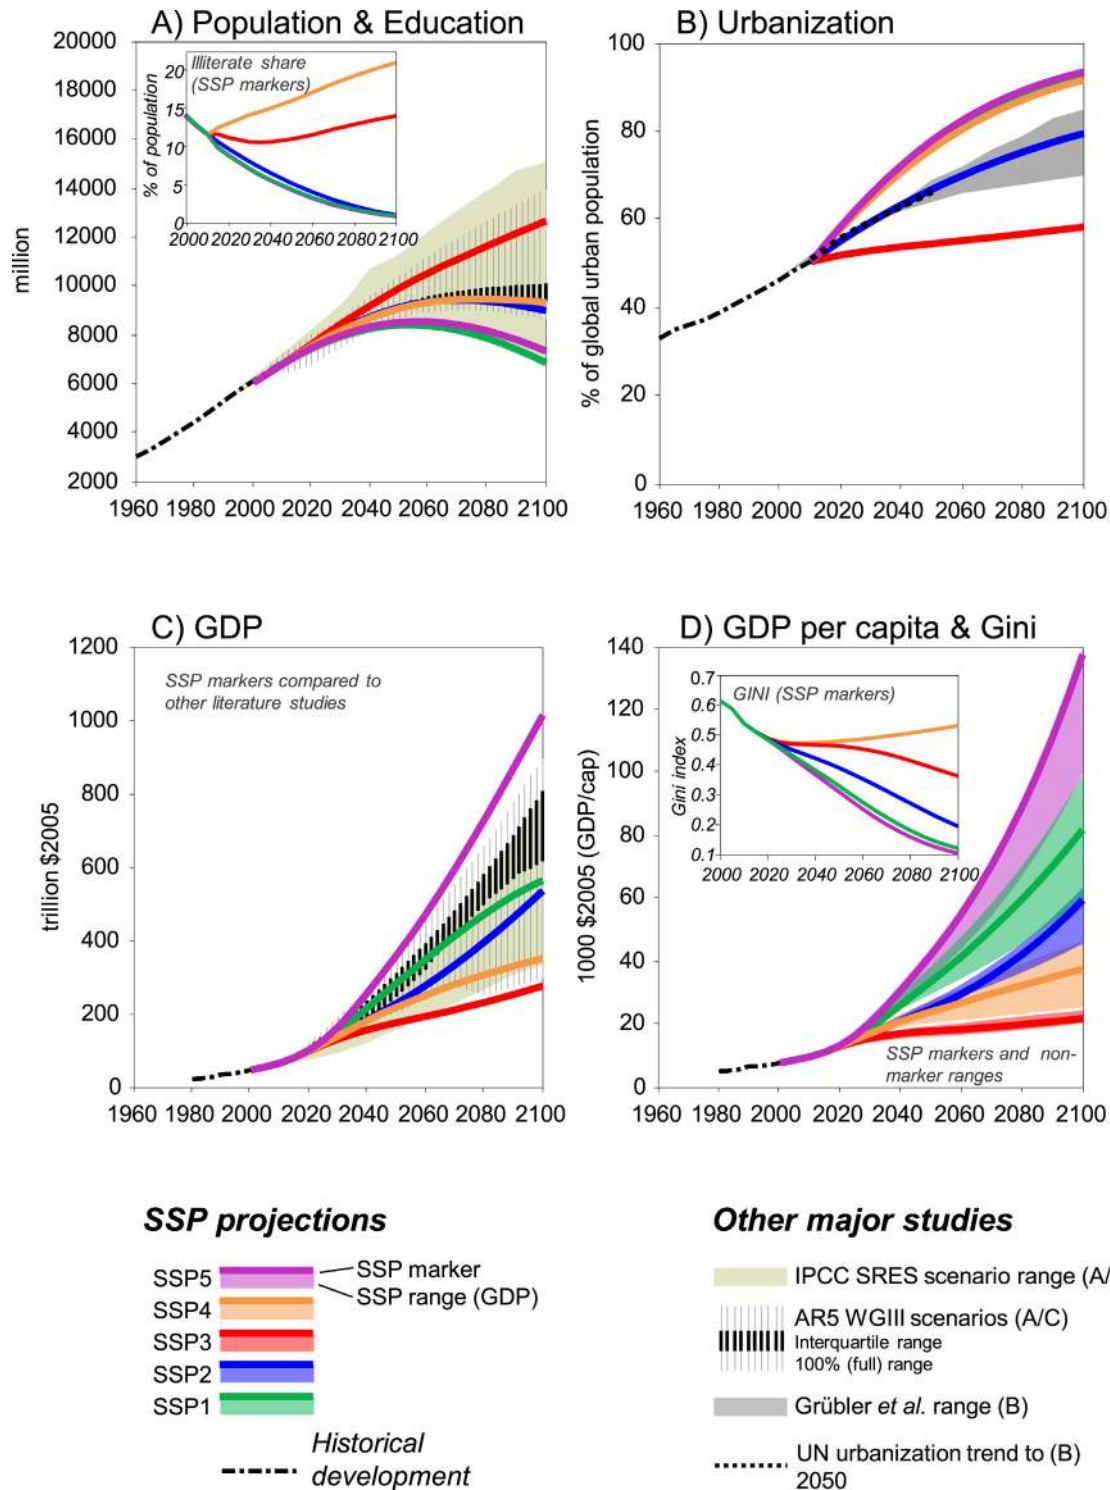 A) Population & Education
20000
18000
16000
14000
12000
10000
8000
6000
4000
2000
million
1960 1980 2000 2020 2040 2060 2080 2100
Illiterate share
(SSP markers)
% of population
20
15
10
5
0
2000 2020 2040 2060 2080 2100
B) Urbanization
100
80
60
40
20
0
% of global urban population
1960 1980 2000 2020 2040 2060 2080 2100
C) GDP
1200
1000
800
600
400
200
0
trillion $2005
SSP markers compared to
other literature studies
1960 1980 2000 2020 2040 2060 2080 2100
D) GDP per capita & Gini
140
120
100
80
60
40
20
0
1000 $2005 (GDP/cap)
GINI (SSP markers)
Gini index
0.7
0.6
0.5
0.4
0.3
0.2
0.1
2000 2020 2040 2060 2080 2100
SSP markers and non-
marker ranges
1960 1980 2000 2020 2040 2060 2080 2100
SSP projections
SSP5
SSP marker
SSP range (GDP)
SSP4
SSP3
SSP2
SSP1
Historical
development
Other major studies
IPCC SRES scenario range (A/
AR5 WGIII scenarios (A/C)
Interquartile range
100% (full) range
Grübler et al. range (B)
UN urbanization trend to (B)
2050